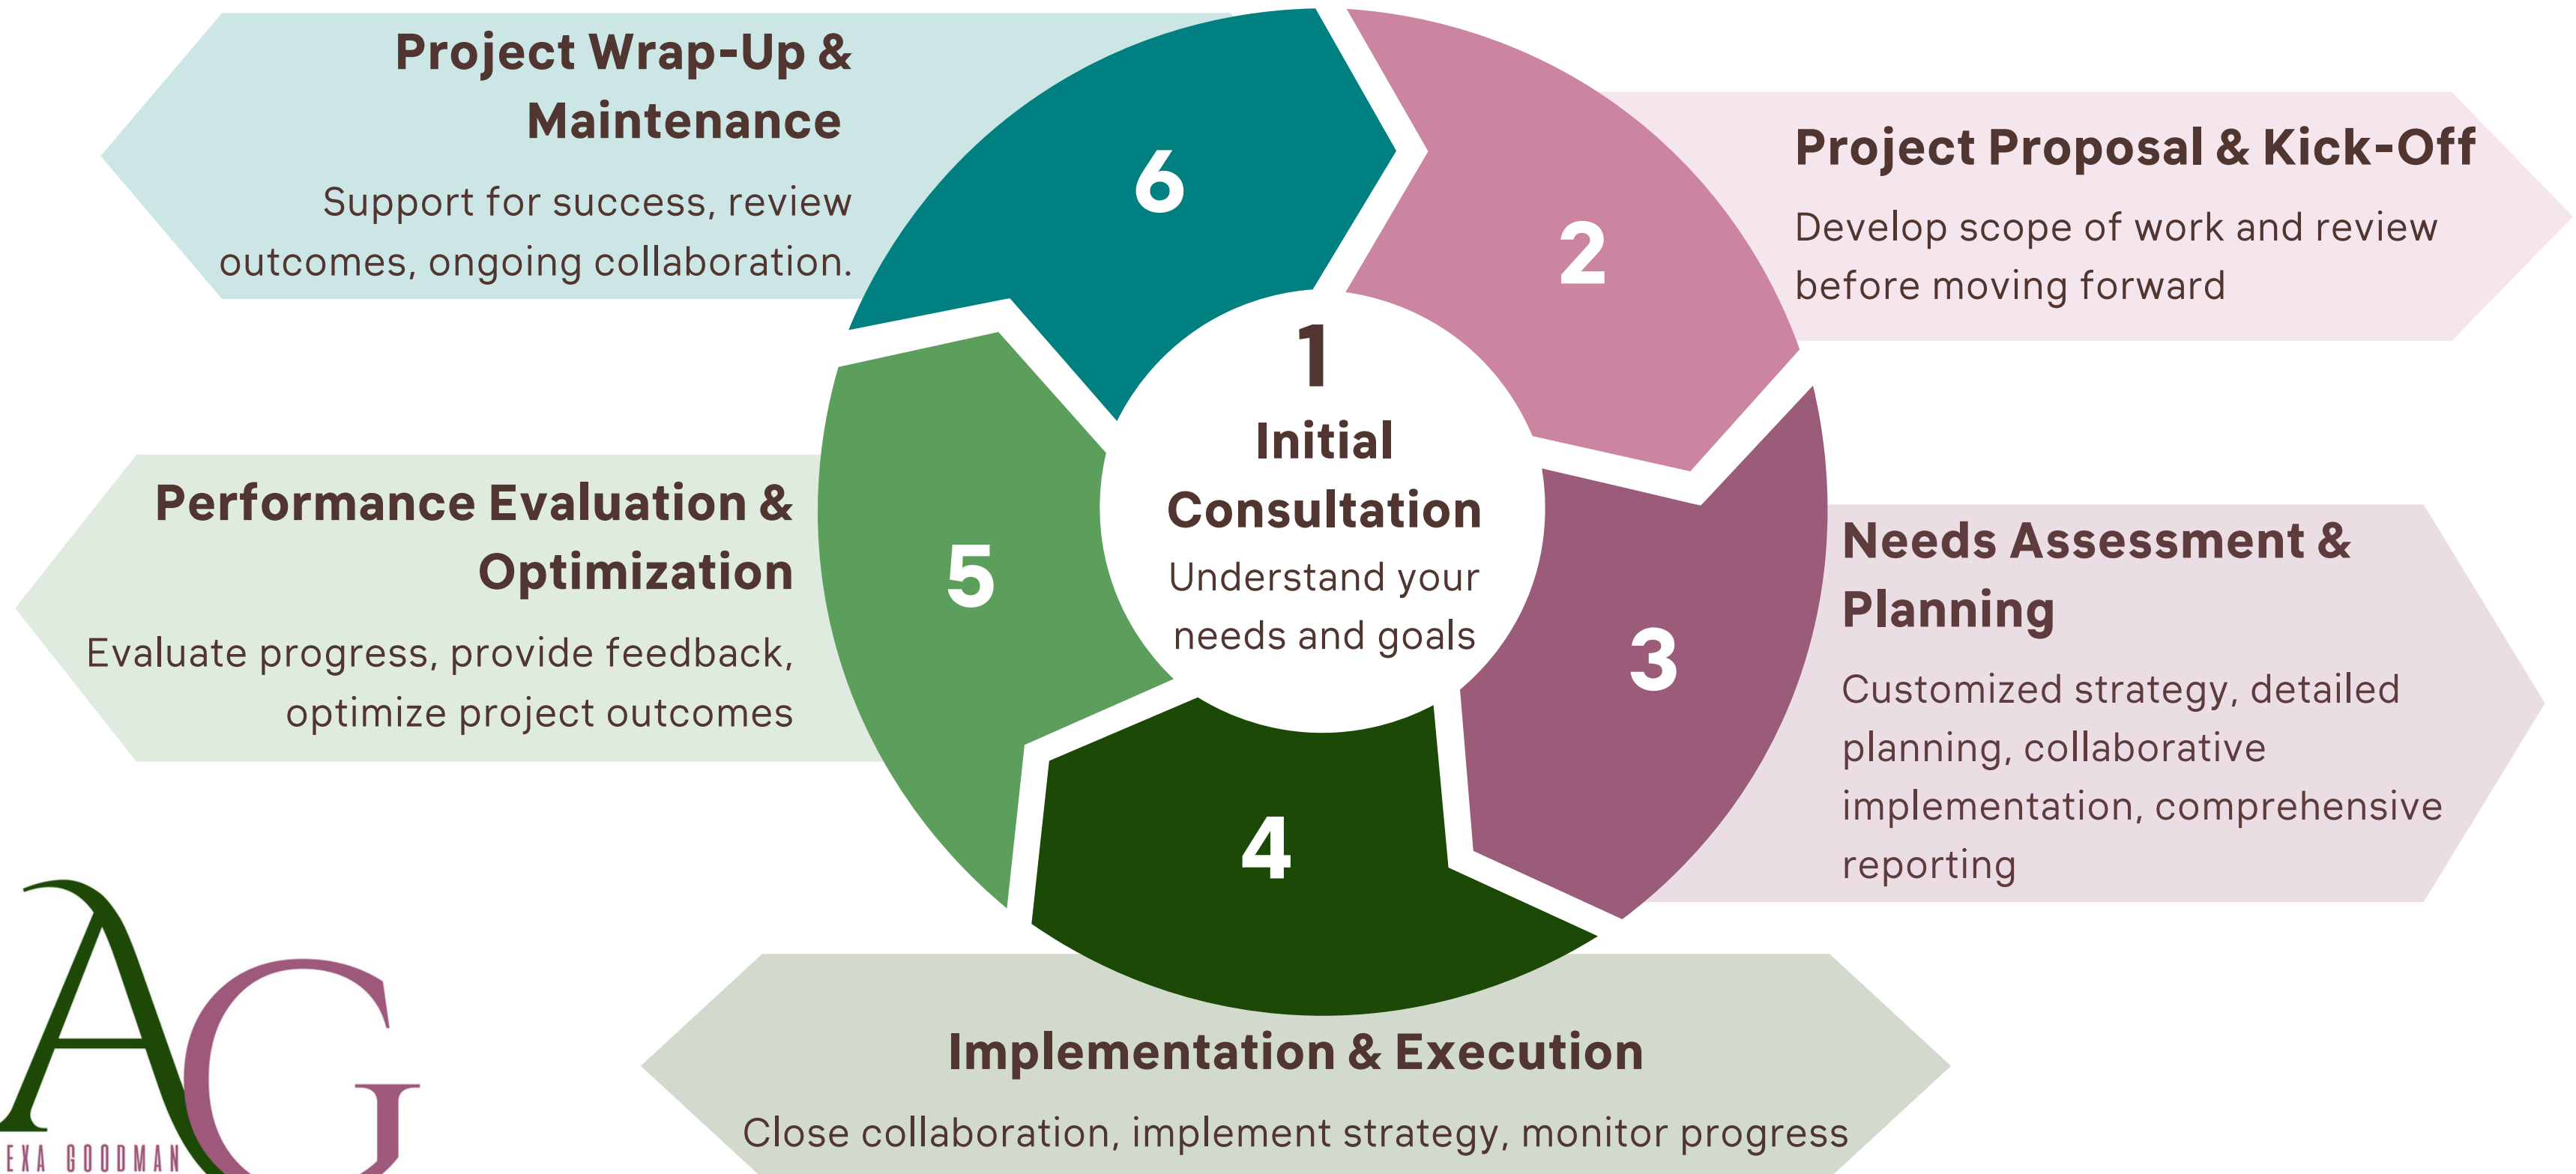 1
Initial
Consultation
Understand your
needs and goals
2
Project Proposal & Kick-Off
Develop scope of work and review
before moving forward
3
Needs Assessment &
Planning
Customized strategy, detailed
planning, collaborative
implementation, comprehensive
reporting
4
Implementation & Execution
Close collaboration, implement strategy, monitor progress
5
Performance Evaluation &
Optimization
Evaluate progress, provide feedback,
optimize project outcomes
6
Project Wrap-Up &
Maintenance
Support for success, review
outcomes, ongoing collaboration.
AG
EXA GOODMAN